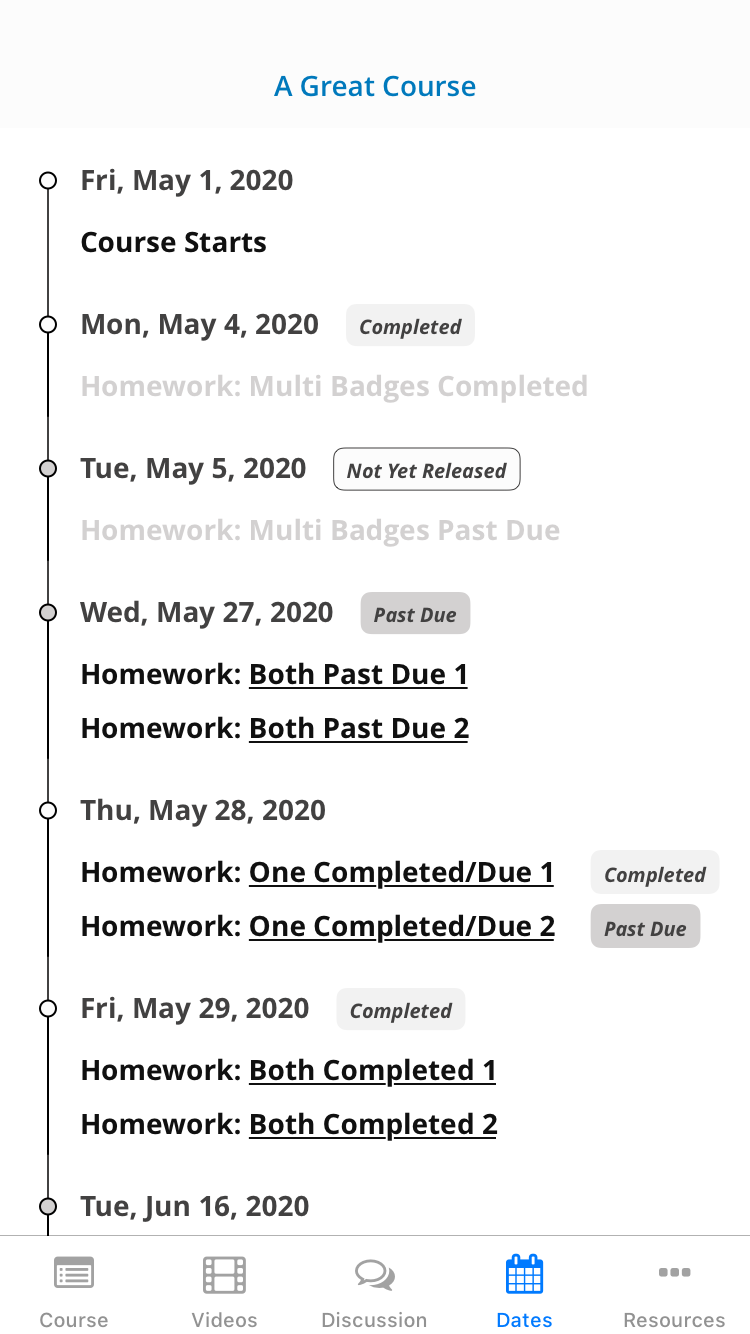 A Great Course
Fri, May 1, 2020
Course Starts
Mon, May 4, 2020 Completed
Homework: Multi Badges Completed
Tue, May 5, 2020 Not Yet Released
Homework: Multi Badges Past Due
Wed, May 27, 2020 Past Due
Homework: Both Past Due 1
Homework: Both Past Due 2
Thu, May 28, 2020
Homework: One Completed/Due 1 Completed
Homework: One Completed/Due 2 Past Due
Fri, May 29, 2020 Completed
Homework: Both Completed 1
Homework: Both Completed 2
Tue, Jun 16, 2020
Course Videos Discussion Dates Resources